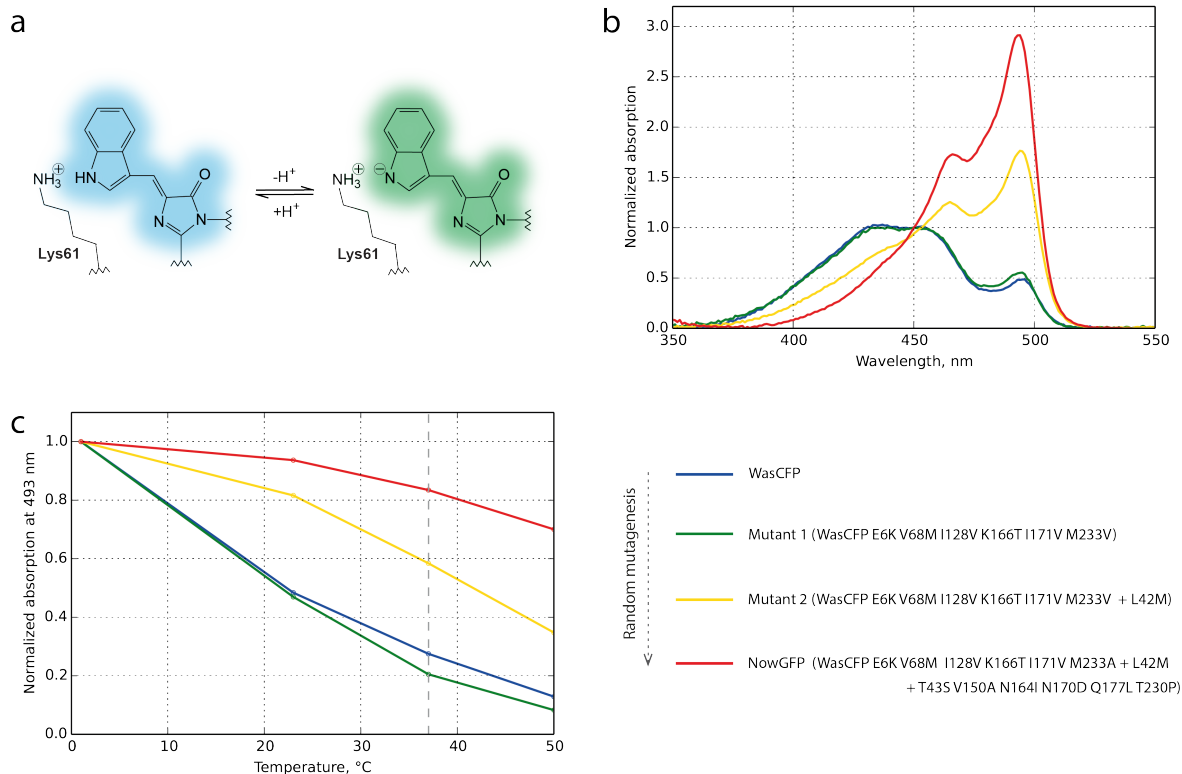 a
NH3
⊕
HN
N
N
O
Lys61
-H+
+H+
NH3
⊕
⊖
N
N
N
O
Lys61
b
Normalized absorption
3.0
2.5
2.0
1.5
1.0
0.5
0.0
350 400 450 500 550
Wavelength, nm
c
Normalized absorption at 493 nm
1.0
0.8
0.6
0.4
0.2
0.0
0 10 20 30 40 50
Temperature, °C
Random mutagenesis
WasCFP
Mutant 1 (WasCFP E6K V68M I128V K166T I171V M233V)
Mutant 2 (WasCFP E6K V68M I128V K166T I171V M233V + L42M)
NowGFP (WasCFP E6K V68M I128V K166T I171V M233A + L42M
+ T43S V150A N164I N170D Q177L T230P)